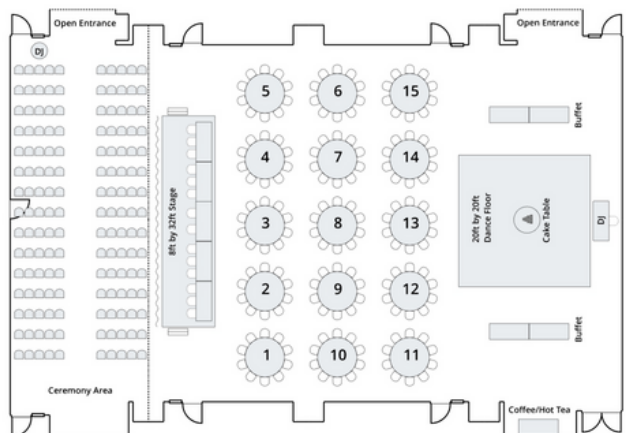 Open Entrance
Open Entrance
DJ
5
6
15
Buffet
4
7
14
8ft by 32ft Stage
3
8
13
20ft by 20ft
Dance Floor
Cake Table
DJ
2
9
12
Buffet
1
10
11
Ceremony Area
Coffee/Hot Tea